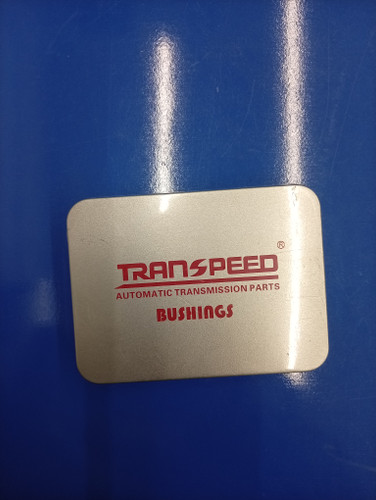 TRANSPEED®
AUTOMATIC TRANSMISSION PARTS
BUSHINGS